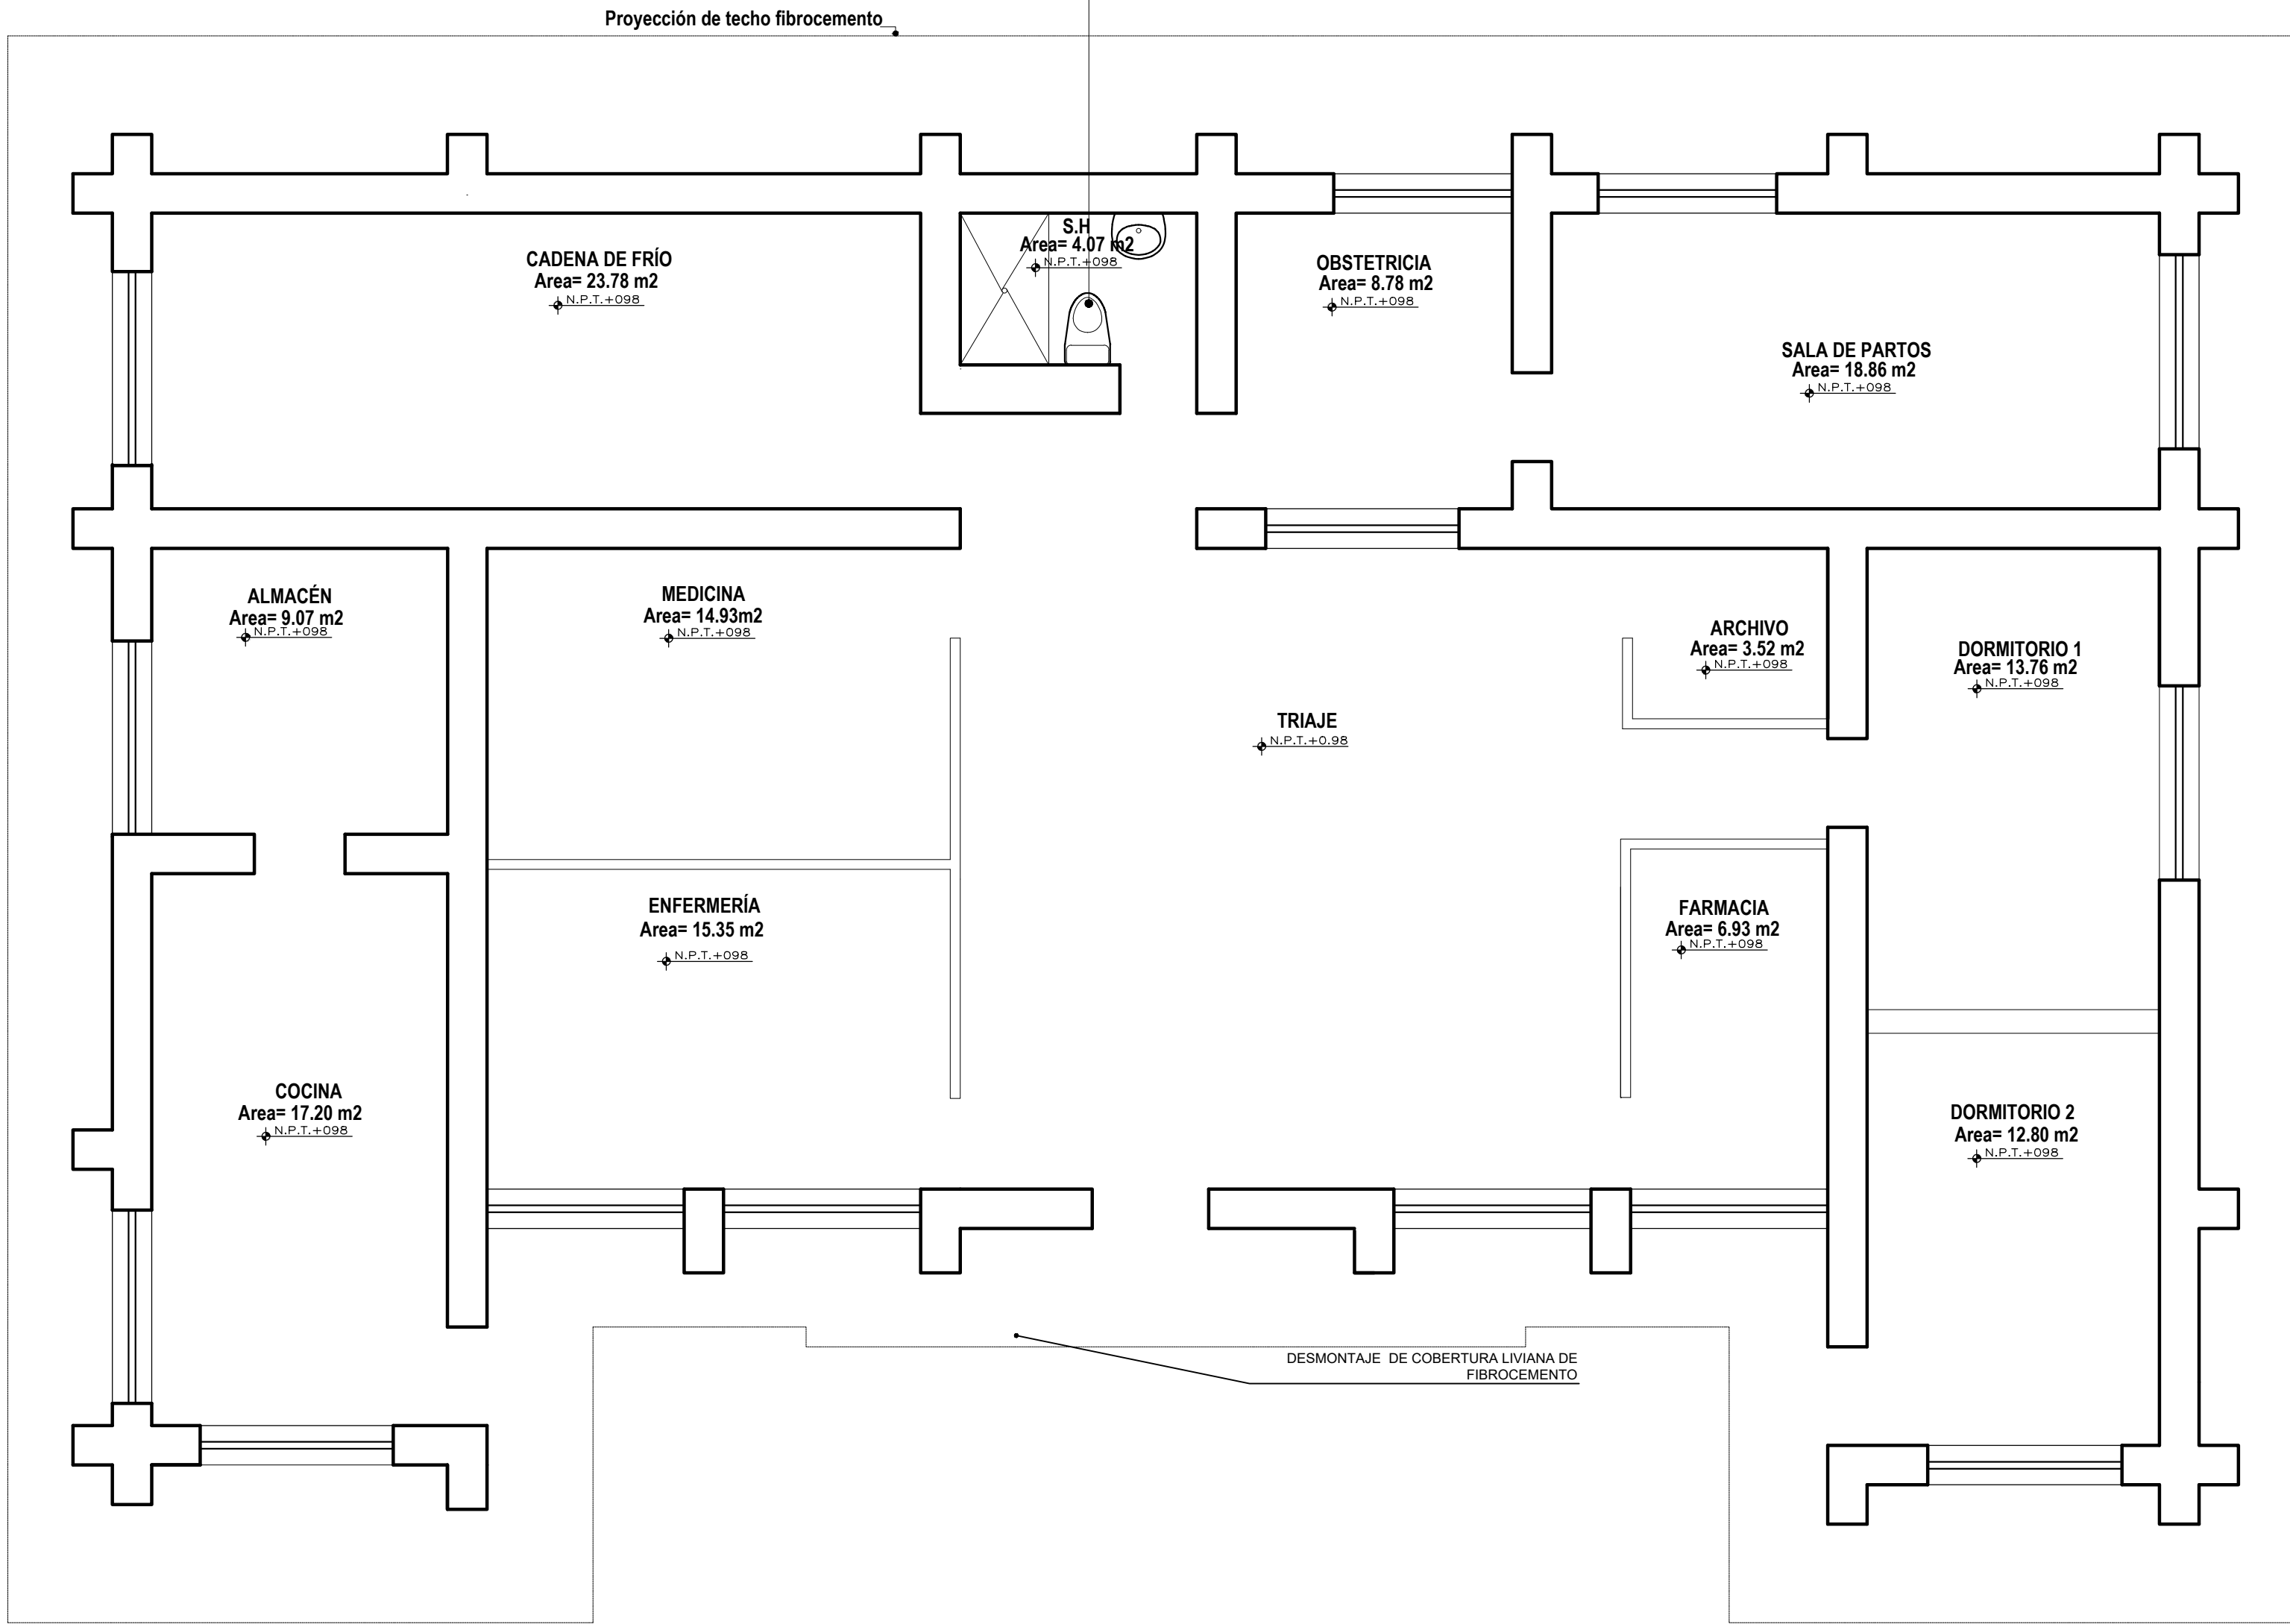 Proyección de techo fibrocemento
CADENA DE FRÍO
Area= 23.78 m2
N.P.T.+098
S.H
Area= 4.07 m2
N.P.T.+098
OBSTETRICIA
Area= 8.78 m2
N.P.T.+098
SALA DE PARTOS
Area= 18.86 m2
N.P.T.+098
ALMACÉN
Area= 9.07 m2
N.P.T.+098
MEDICINA
Area= 14.93m2
N.P.T.+098
ARCHIVO
Area= 3.52 m2
N.P.T.+098
DORMITORIO 1
Area= 13.76 m2
N.P.T.+098
TRIAJE
N.P.T.+0.98
ENFERMERÍA
Area= 15.35 m2
N.P.T.+098
FARMACIA
Area= 6.93 m2
N.P.T.+098
COCINA
Area= 17.20 m2
N.P.T.+098
DORMITORIO 2
Area= 12.80 m2
N.P.T.+098
DESMONTAJE DE COBERTURA LIVIANA DE
FIBROCEMENTO